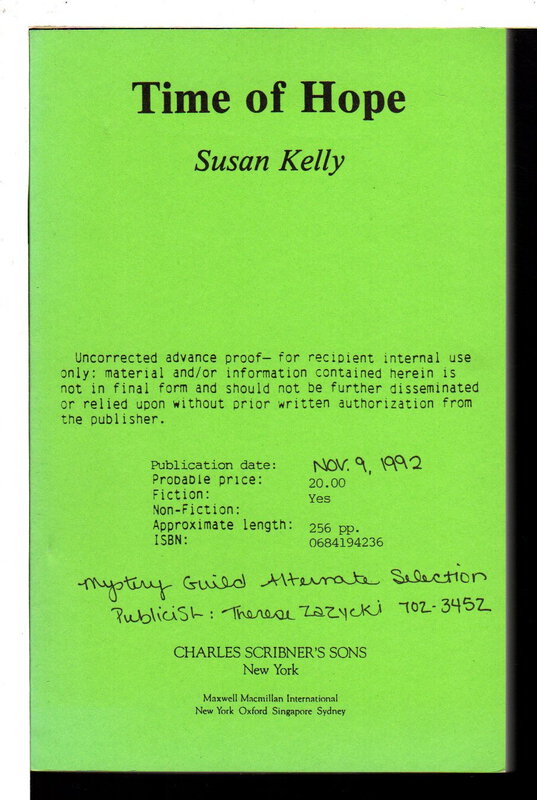 Time of Hope
Susan Kelly
Uncorrected advance proof— for recipient internal use
only: material and/or information contained herein is
not in final form and should not be further disseminated
or relied upon without prior written authorization from
the publisher.
Publication date: NOV. 9, 1992
Probable price: 20.00
Fiction: Yes
Non-Fiction:
Approximate length: 256 pp.
ISBN: 0684194236
Mystery Guild Alternate Selection
Publicist: Therese Zazycki 702-3452
CHARLES SCRIBNER'S SONS
New York
Maxwell Macmillan International
New York Oxford Singapore Sydney